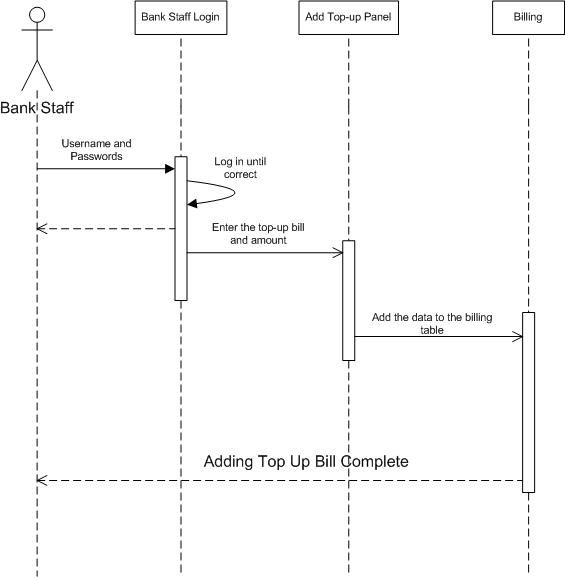 Bank Staff Login
Add Top-up Panel
Billing
Bank Staff
Username and
Passwords
Log in until
correct
Enter the top-up bill
and amount
Add the data to the billing
table
Adding Top Up Bill Complete